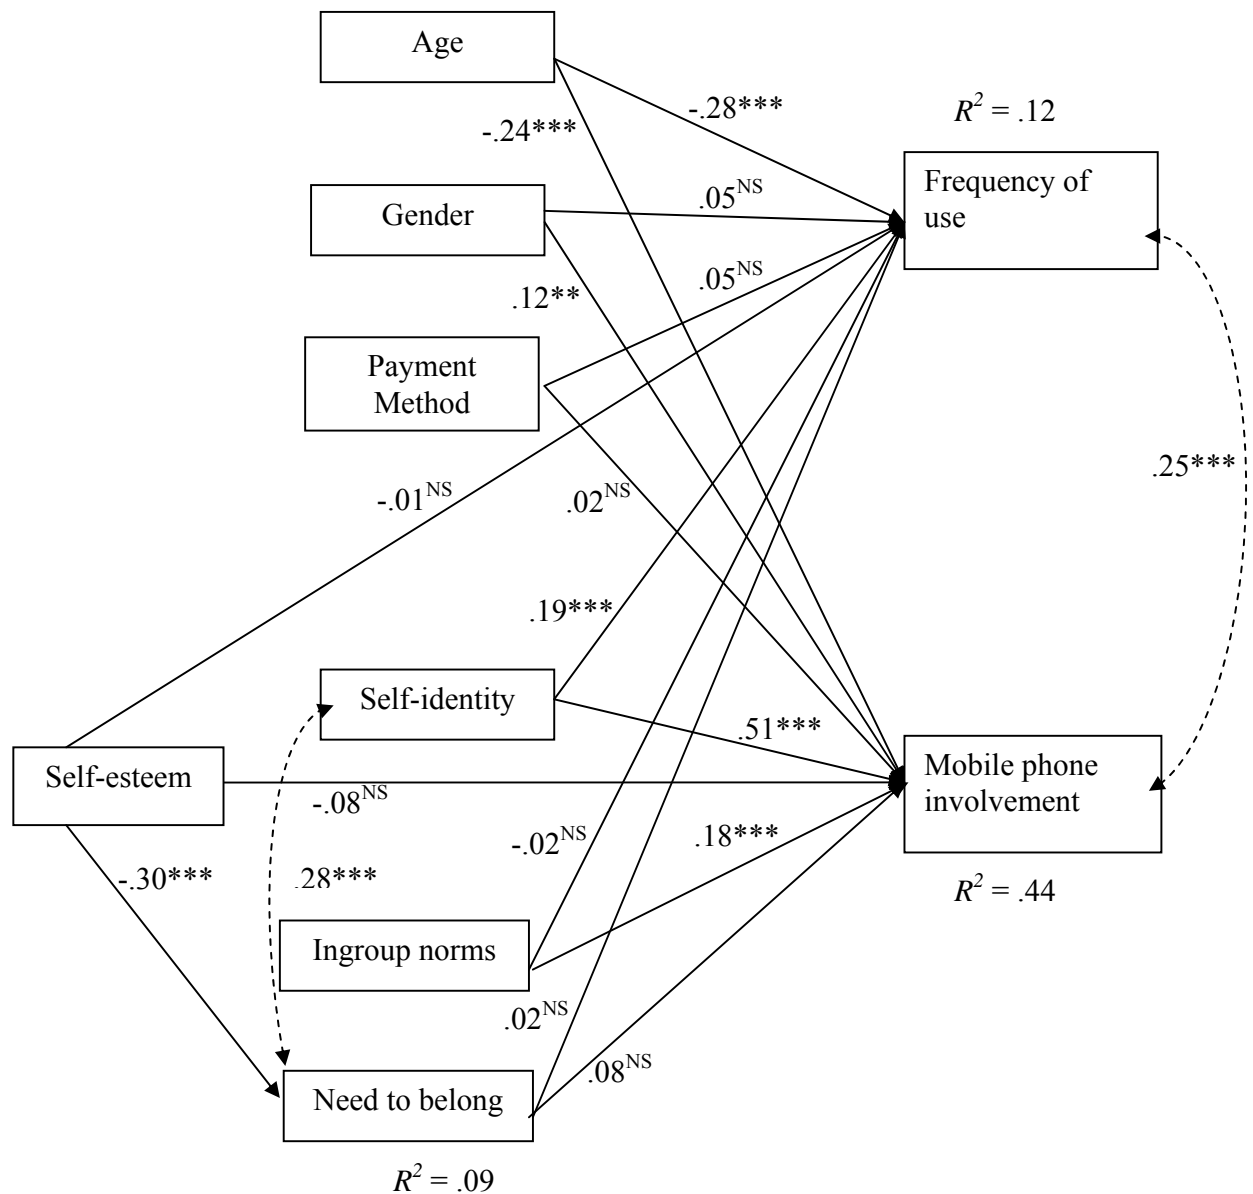 Age
-.28***
R² = .12
-.24***
Frequency of
use
Gender
.05ᴺˢ
.05ᴺˢ
.12**
Payment
Method
.25***
-.01ᴺˢ
.02ᴺˢ
.19***
Self-identity
.51***
Self-esteem
Mobile phone
involvement
-.08ᴺˢ
-.02ᴺˢ
.18***
-.30***
.28***
R² = .44
Ingroup norms
.02ᴺˢ
.08ᴺˢ
Need to belong
R² = .09